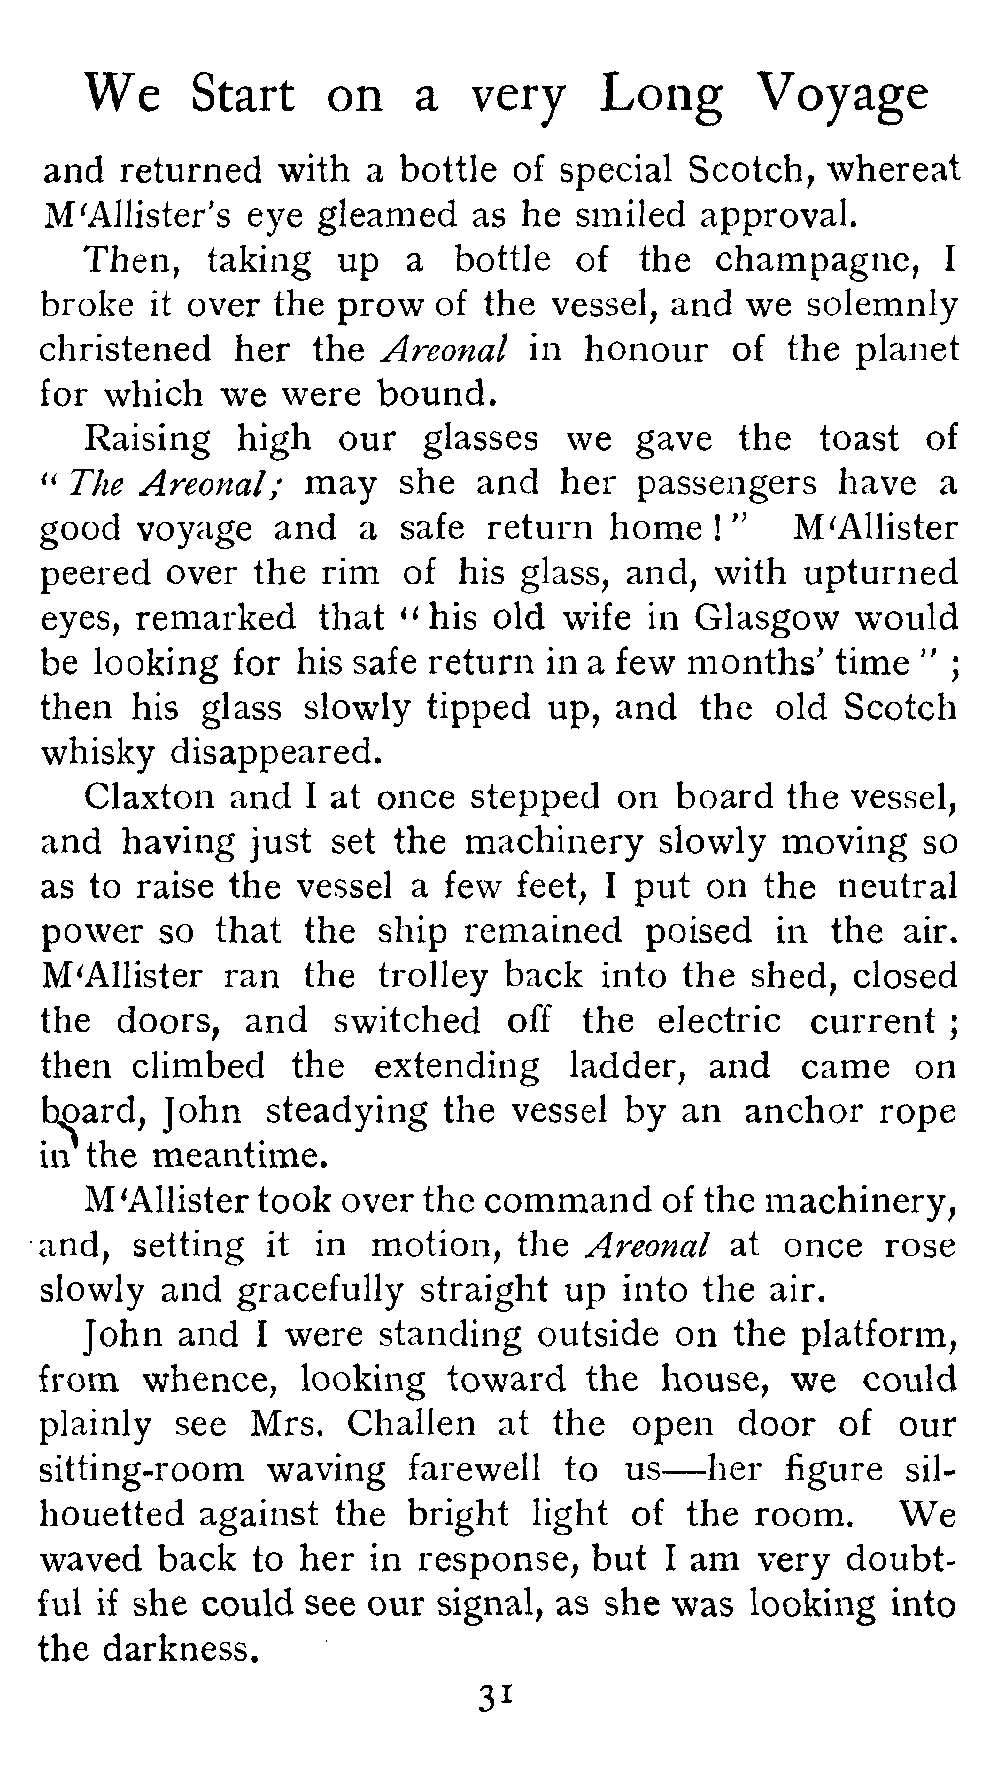 We Start on a very Long Voyage
and returned with a bottle of special Scotch, whereat
M‘Allister's eye gleamed as he smiled approval.
Then, taking up a bottle of the champagne, I
broke it over the prow of the vessel, and we solemnly
christened her the Areonal in honour of the planet
for which we were bound.
Raising high our glasses we gave the toast of
“ The Areonal; may she and her passengers have a
good voyage and a safe return home ! ” M‘Allister
peered over the rim of his glass, and, with upturned
eyes, remarked that “ his old wife in Glasgow would
be looking for his safe return in a few months' time ” ;
then his glass slowly tipped up, and the old Scotch
whisky disappeared.
Claxton and I at once stepped on board the vessel,
and having just set the machinery slowly moving so
as to raise the vessel a few feet, I put on the neutral
power so that the ship remained poised in the air.
M‘Allister ran the trolley back into the shed, closed
the doors, and switched off the electric current ;
then climbed the extending ladder, and came on
board, John steadying the vessel by an anchor rope
in the meantime.
M‘Allister took over the command of the machinery,
and, setting it in motion, the Areonal at once rose
slowly and gracefully straight up into the air.
John and I were standing outside on the platform,
from whence, looking toward the house, we could
plainly see Mrs. Challen at the open door of our
sitting-room waving farewell to us—her figure sil-
houetted against the bright light of the room. We
waved back to her in response, but I am very doubt-
ful if she could see our signal, as she was looking into
the darkness.
31